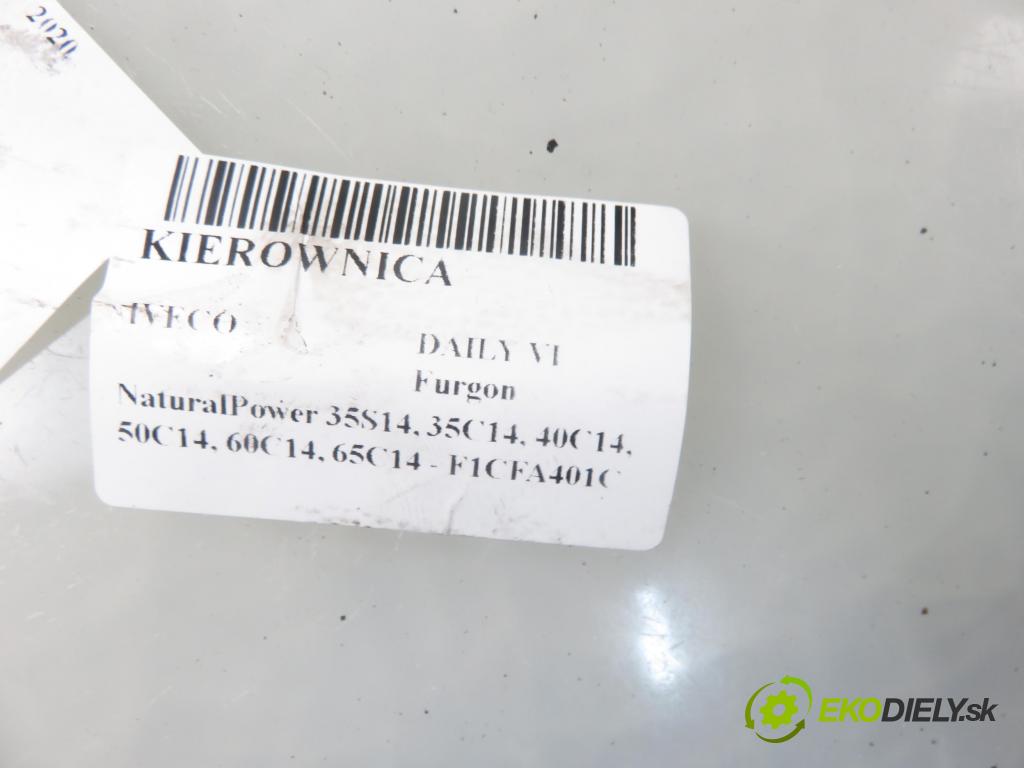 2020
KIEROWNICA
IVECO
DAILY VI
Furgon
NaturalPower 35S14, 35C14, 40C14,
50C14, 60C14, 65C14 - F1CFA401C
EKODIELY.sk